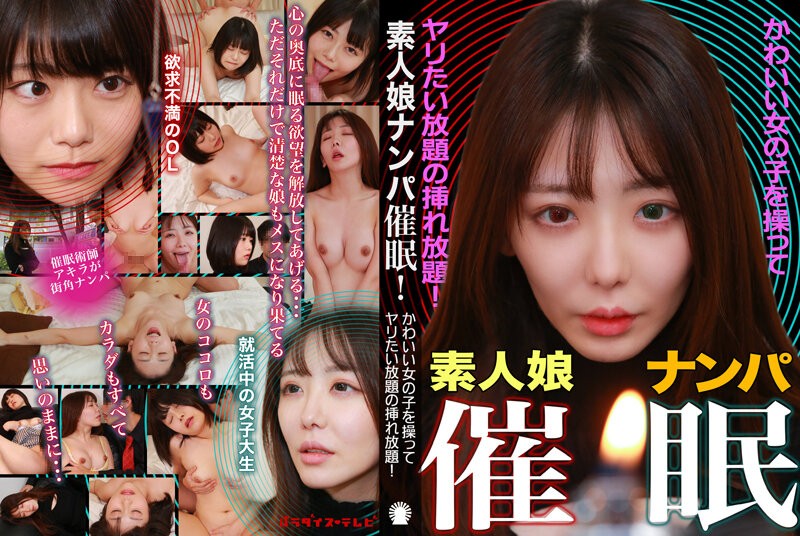 かわいい女の子を操って
ヤリたい放題の挿れ放題！
素人娘
ナンパ
催眠
素人娘ナンパ催眠！
かわいい女の子を操って
ヤリたい放題の挿れ放題！
心の奥底に眠る欲望を解放してあげる…
ただそれだけで清楚な娘もメスになり果てる
欲求不満のOL
催眠術師
アキラが
街角ナンパ
女のココロも
カラダもすべて
思いのままに…
就活中の女子大生
パラダイス・テレビ